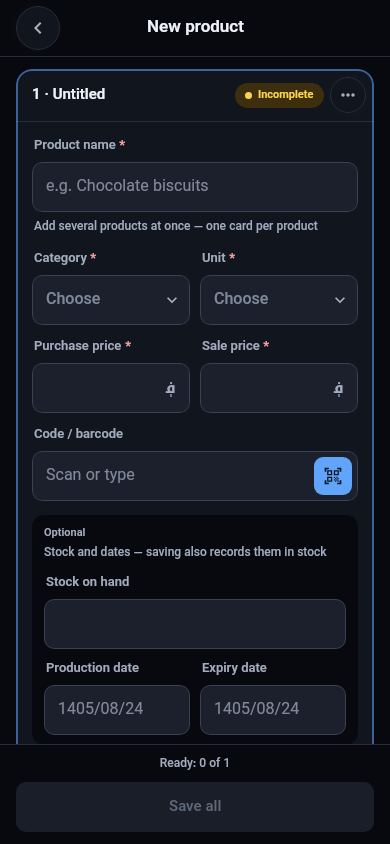 New product
1 · Untitled
Incomplete
Product name *
e.g. Chocolate biscuits
Add several products at once — one card per product
Category *
Unit *
Choose
Choose
Purchase price *
Sale price *
؋
؋
Code / barcode
Scan or type
Optional
Stock and dates — saving also records them in stock
Stock on hand
Production date
Expiry date
1405/08/24
1405/08/24
Ready: 0 of 1
Save all